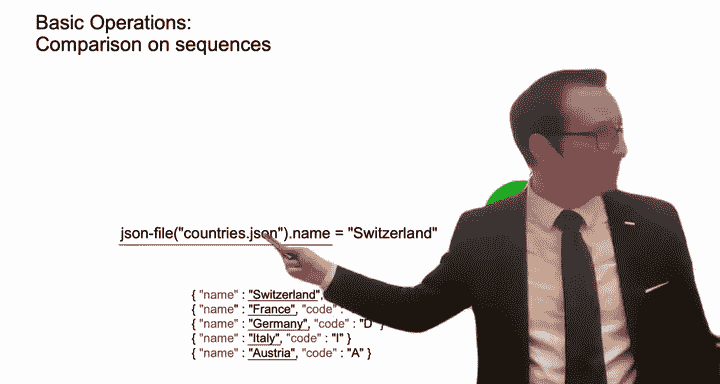 Basic Operations:
Comparison on sequences
json-file("countries.json").name = "Switzerland"
{ "name" : "Switzerland",
{ "name" : "France", "code" :
{ "name" : "Germany", "code" : "D" }
{ "name" : "Italy", "code" : "I" }
{ "name" : "Austria", "code" : "A" }